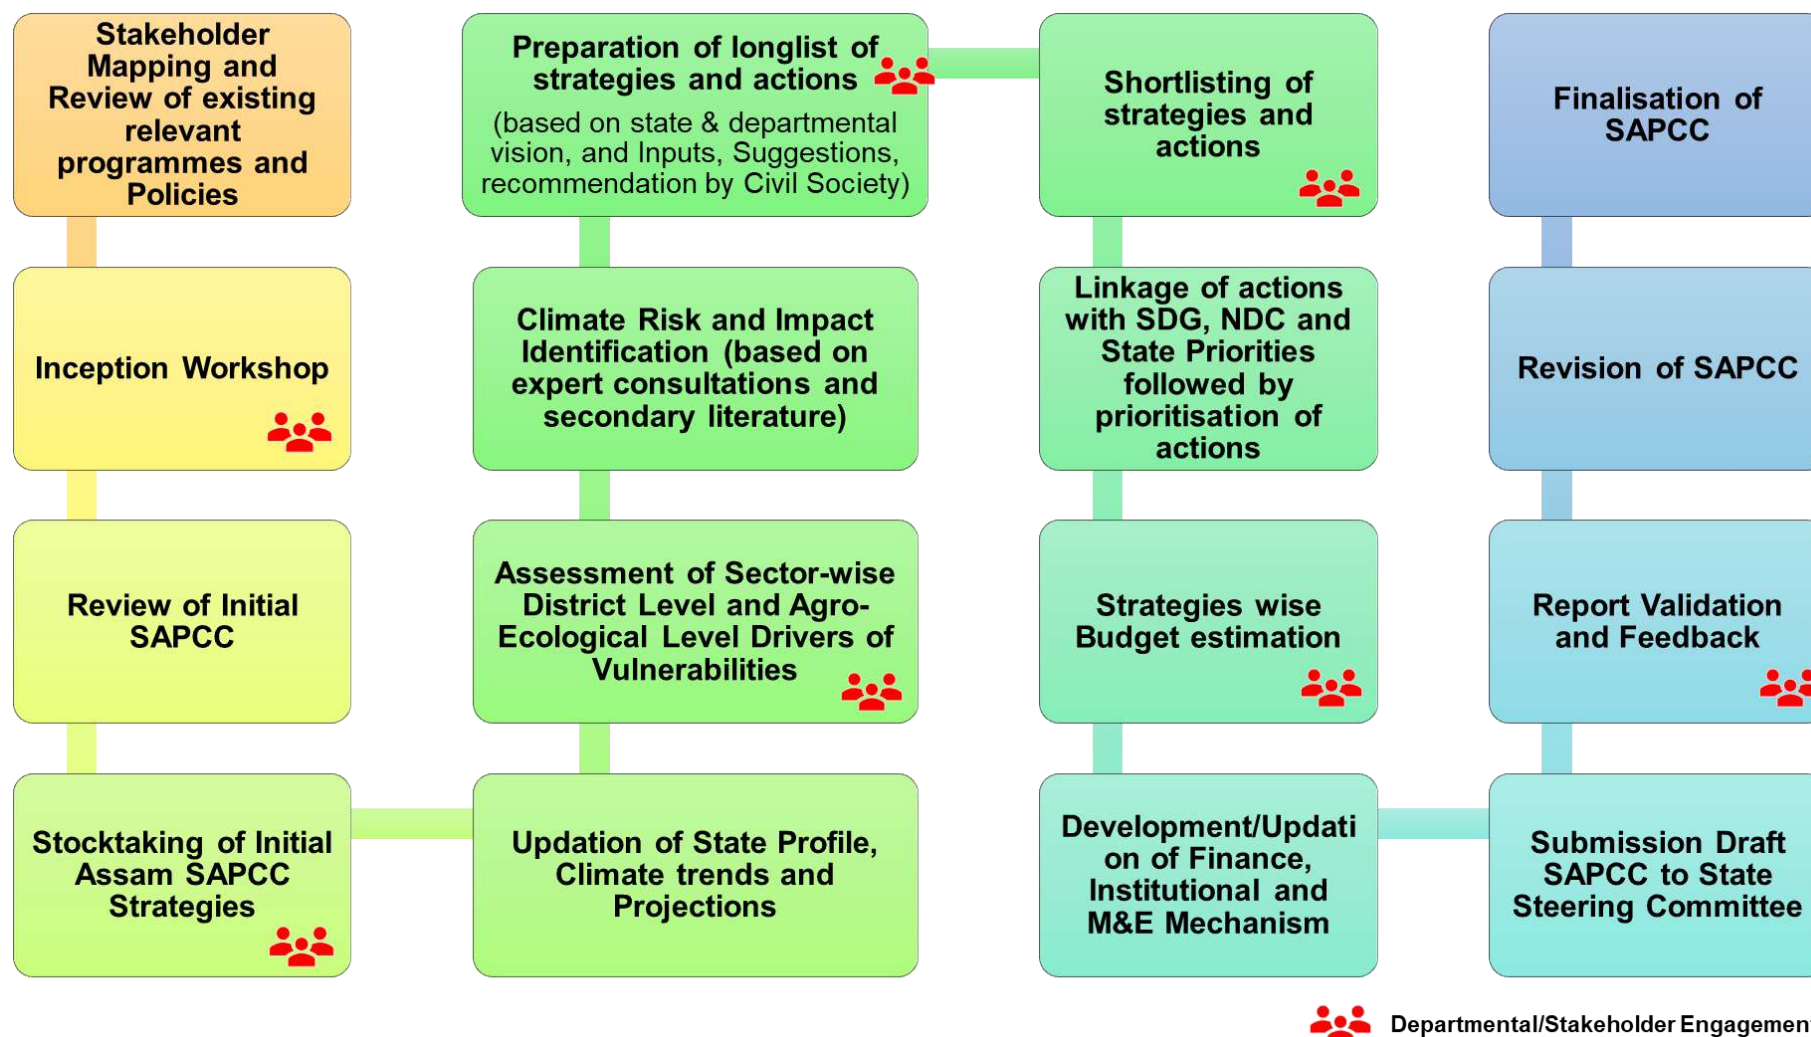 Stakeholder
Mapping and
Review of existing
relevant
programmes and
Policies
Inception Workshop
Review of Initial
SAPCC
Stocktaking of Initial
Assam SAPCC
Strategies
Updation of State Profile,
Climate trends and
Projections
Assessment of Sector-wise
District Level and Agro-
Ecological Level Drivers of
Vulnerabilities
Climate Risk and Impact
Identification (based on
expert consultations and
secondary literature)
Preparation of longlist of
strategies and actions
(based on state & departmental
vision, and Inputs, Suggestions,
recommendation by Civil Society)
Shortlisting of
strategies and
actions
Linkage of actions
with SDG, NDC and
State Priorities
followed by
prioritisation of
actions
Strategies wise
Budget estimation
Development/Updati
on of Finance,
Institutional and
M&E Mechanism
Submission Draft
SAPCC to State
Steering Committee
Report Validation
and Feedback
Revision of SAPCC
Finalisation of
SAPCC
Departmental/Stakeholder Engagement